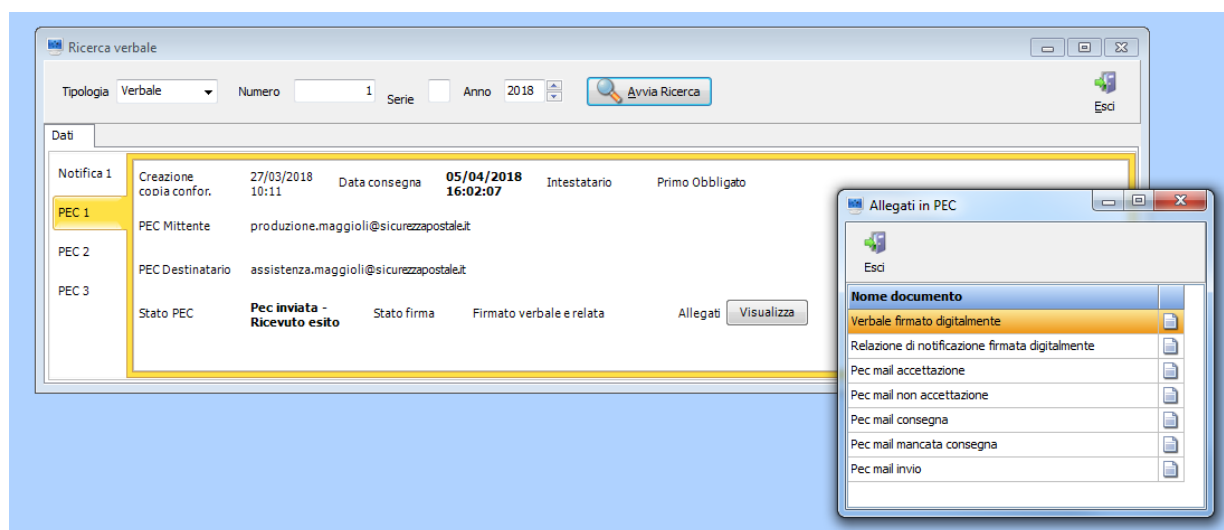 Ricerca verbale
Tipologia Verbale Numero 1 Serie Anno 2018 Avvia Ricerca
Esci
Dati
Notifica 1
PEC 1
PEC 2
PEC 3
Creazione copia confor. 27/03/2018 10:11 Data consegna 05/04/2018 16:02:07 Intestatario Primo Obbligato
PEC Mittente produzione.maggioli@sicurezzapostale.it
PEC Destinatario assistenza.maggioli@sicurezzapostale.it
Stato PEC Pec inviata - Ricevuto esito Stato firma Firmato verbale e relata Allegati Visualizza
Allegati in PEC
Esci
Nome documento
Verbale firmato digitalmente
Relazione di notificazione firmata digitalmente
Pec mail accettazione
Pec mail non accettazione
Pec mail consegna
Pec mail mancata consegna
Pec mail invio